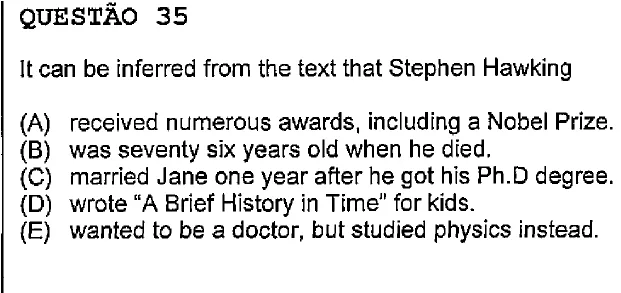 QUESTÃO 35
It can be inferred from the text that Stephen Hawking
(A) received numerous awards, including a Nobel Prize.
(B) was seventy six years old when he died.
(C) married Jane one year after he got his Ph.D degree.
(D) wrote “A Brief History in Time” for kids.
(E) wanted to be a doctor, but studied physics instead.